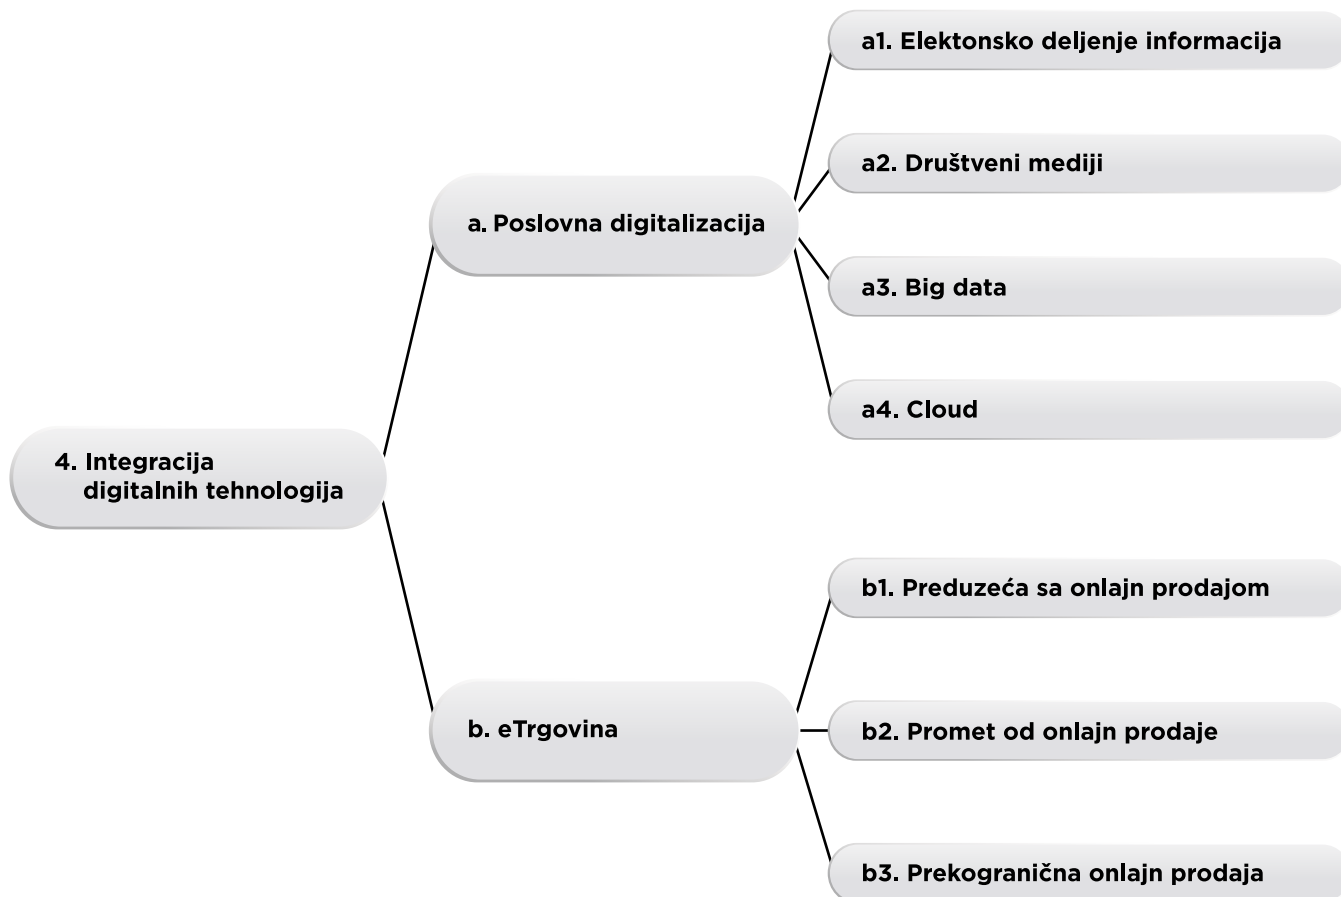 4. Integracija
digitalnih tehnologija
a. Poslovna digitalizacija
a1. Elektonsko deljenje informacija
a2. Društveni mediji
a3. Big data
a4. Cloud
b. eTrgovina
b1. Preduzeća sa onlajn prodajom
b2. Promet od onlajn prodaje
b3. Prekogranična onlajn prodaja